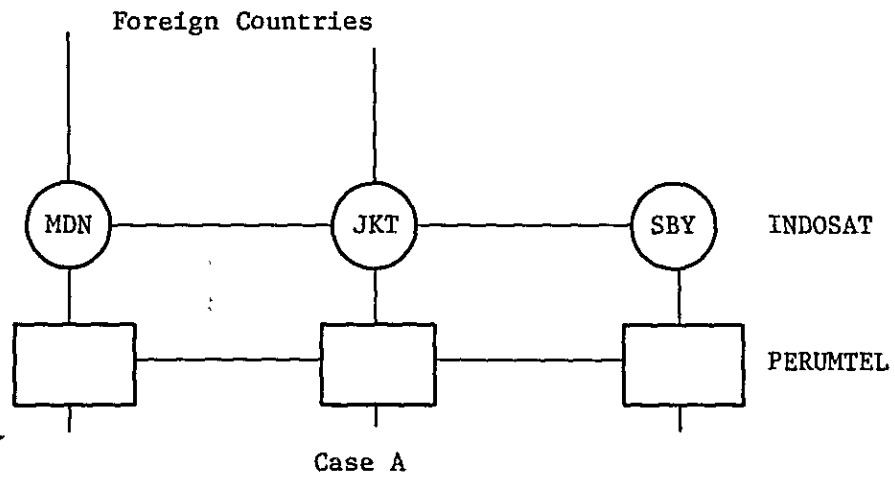 Foreign Countries
MDN JKT SBY INDOSAT
PERUMTEL
Case A